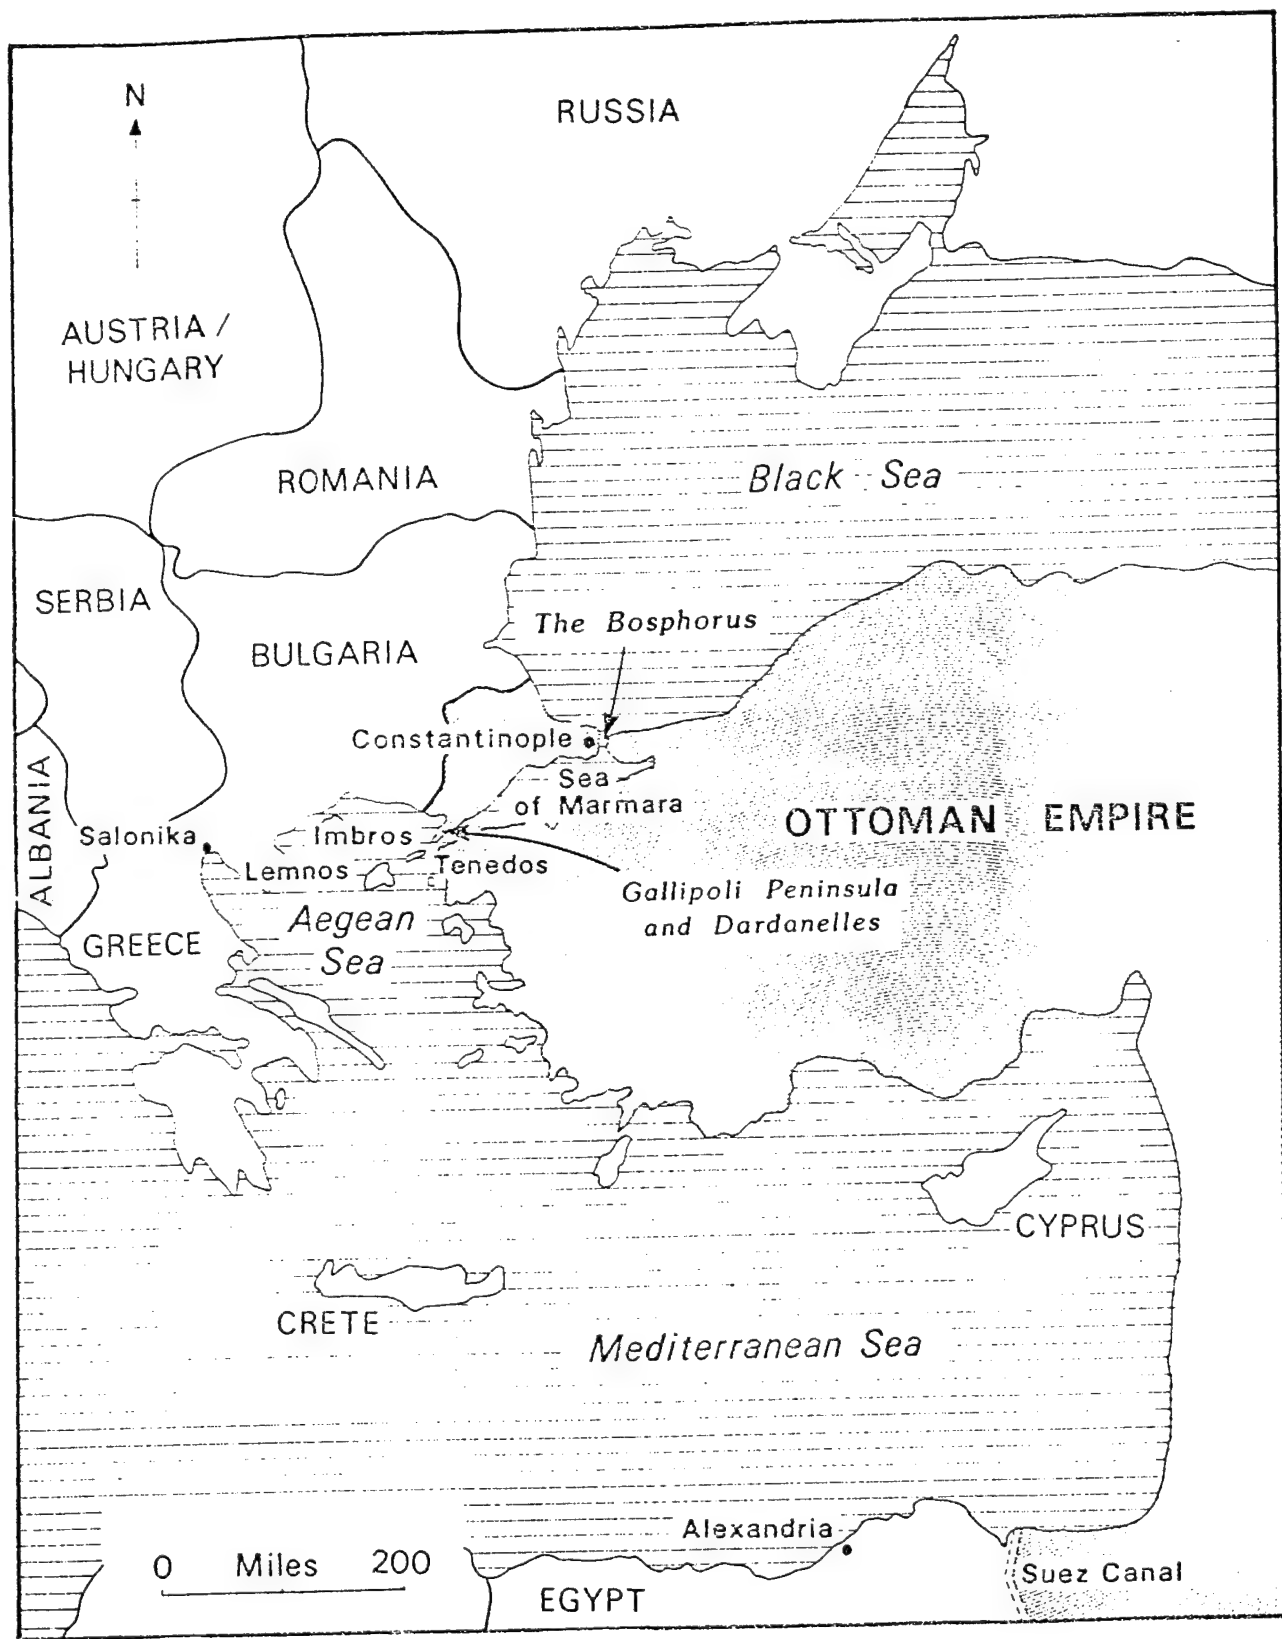 N
RUSSIA
AUSTRIA /
HUNGARY
ROMANIA
Black Sea
SERBIA
The Bosphorus
BULGARIA
Constantinople
Sea
of Marmara
ALBANIA
OTTOMAN EMPIRE
Salonika
Imbros
Lemnos
Tenedos
Gallipoli Peninsula
and Dardanelles
Aegean
Sea
GREECE
CYPRUS
CRETE
Mediterranean Sea
Alexandria
0 Miles 200
Suez Canal
EGYPT